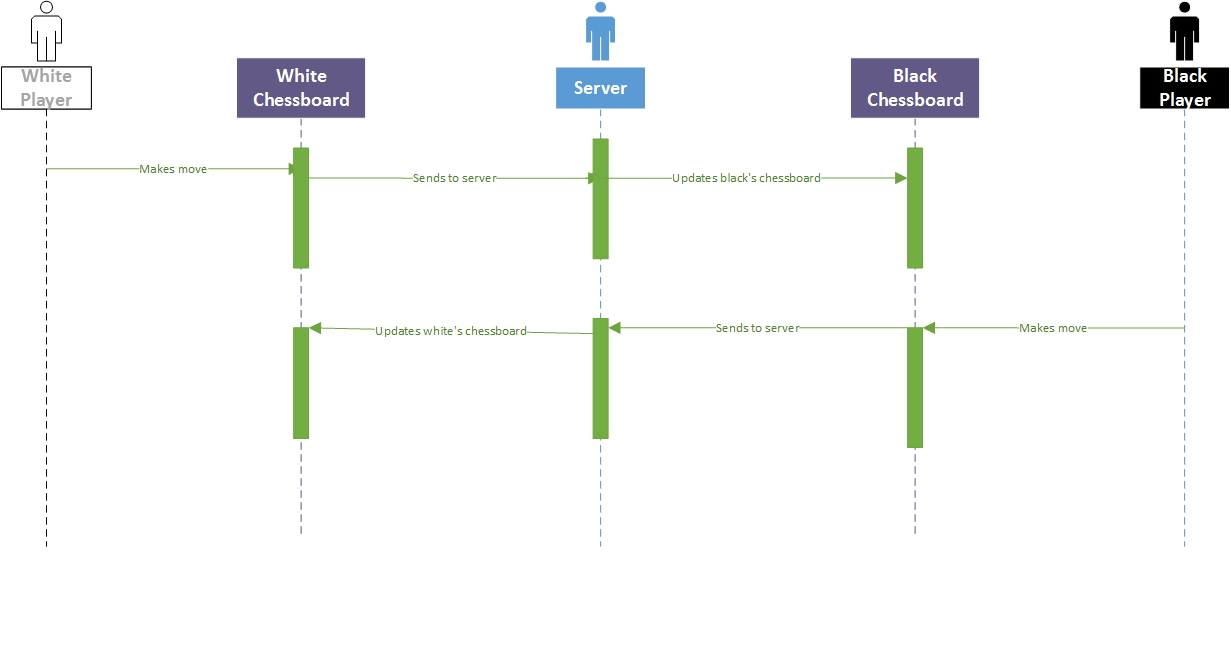 White
Player
White
Chessboard
Server
Black
Chessboard
Black
Player
Makes move
Sends to server
Updates black's chessboard
Updates white's chessboard
Sends to server
Makes move